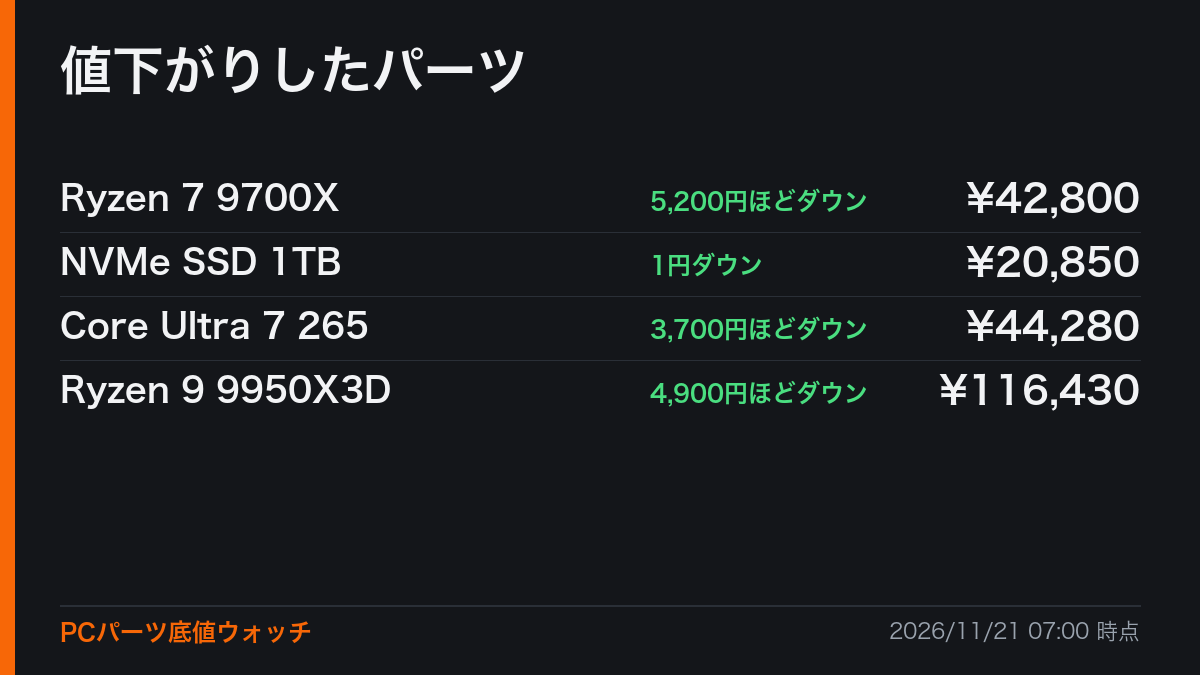 値下がりしたパーツ
Ryzen 7 9700X 5,200円ほどダウン ¥42,800
NVMe SSD 1TB 1円ダウン ¥20,850
Core Ultra 7 265 3,700円ほどダウン ¥44,280
Ryzen 9 9950X3D 4,900円ほどダウン ¥116,430
PCパーツ底値ウォッチ 2026/11/21 07:00 時点